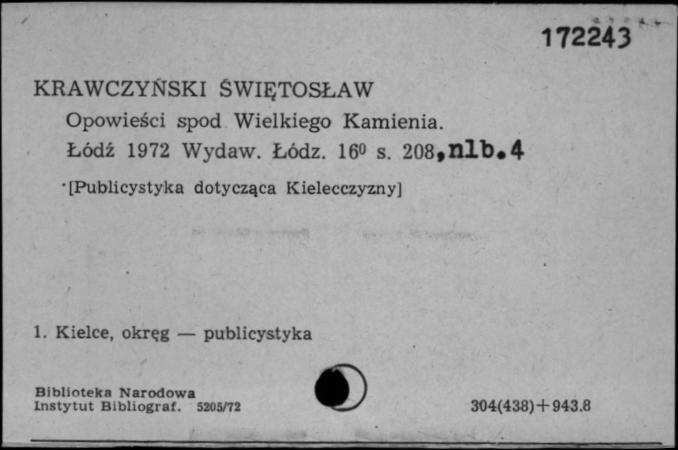 172243
KRAWCZYŃSKI ŚWIĘTOSŁAW
Opowieści spod Wielkiego Kamienia.
Łódź 1972 Wydaw. Łódz. 16⁰ s. 208,nlb.4
[Publicystyka dotycząca Kielecczyzny]
1. Kielce, okręg — publicystyka
Biblioteka Narodowa
Instytut Bibliograf. 5205/72
304(438)+943.8